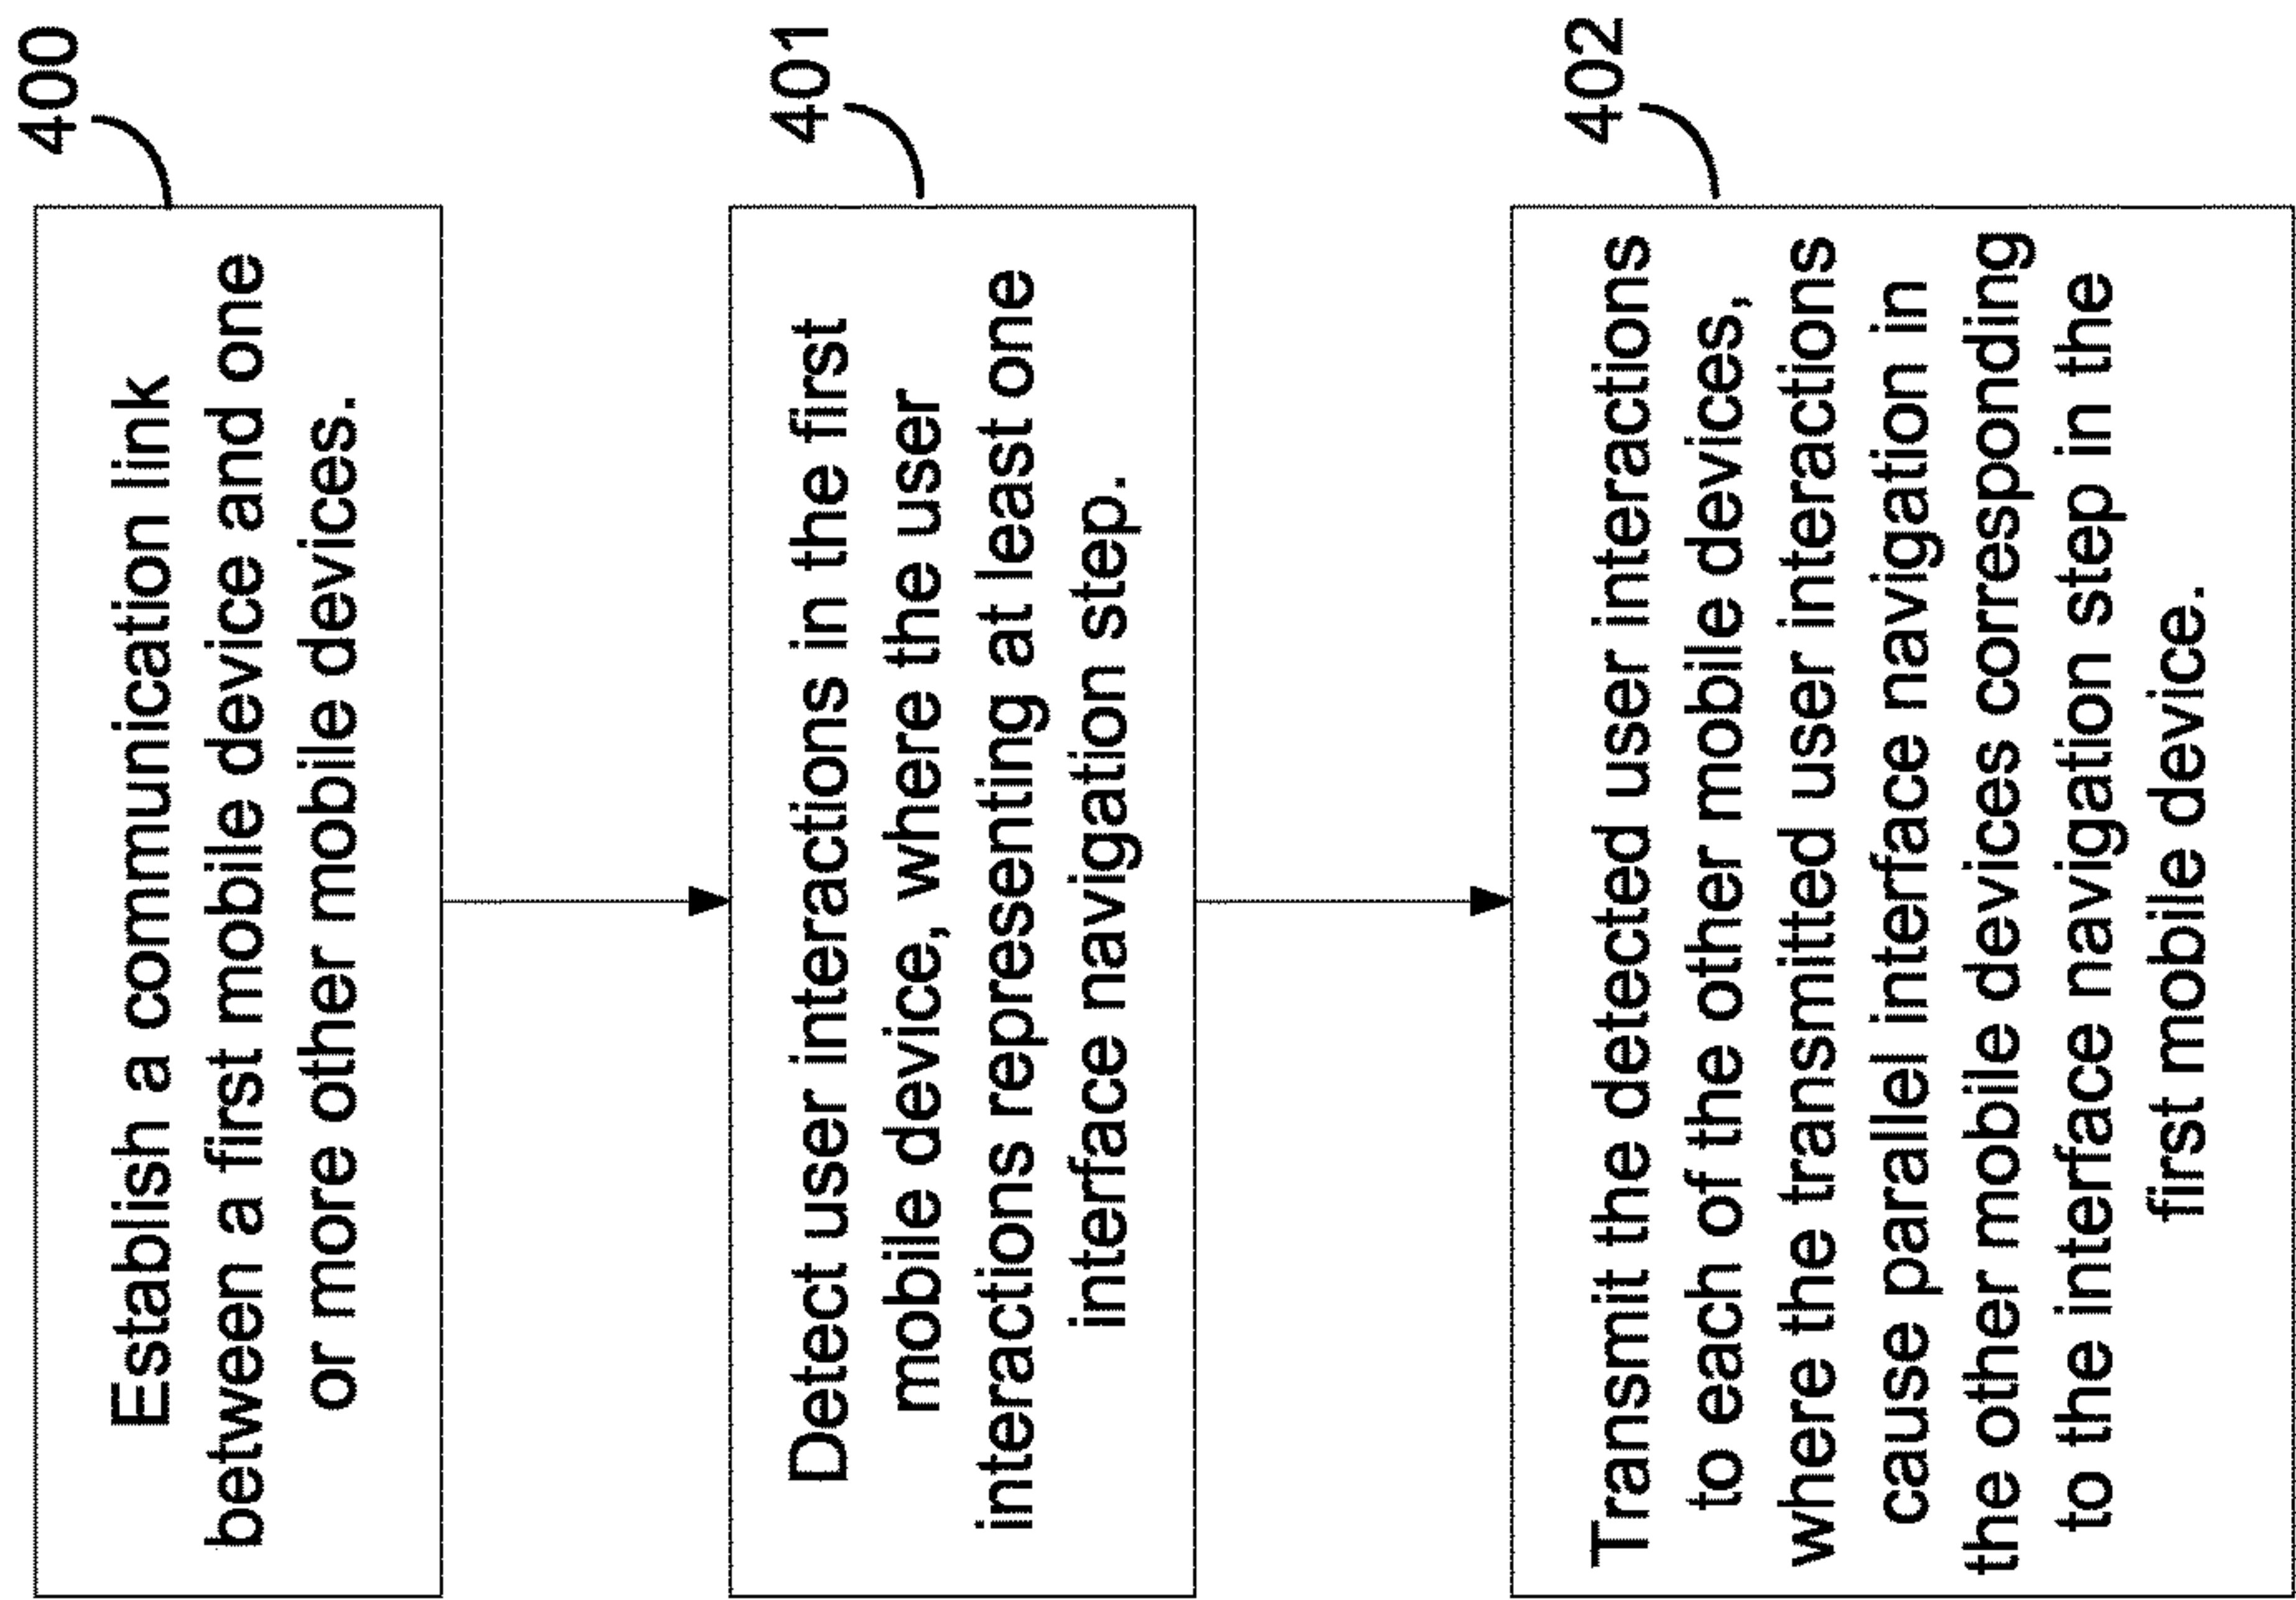 400
Establish a communication link
between a first mobile device and one
or more other mobile devices.
401
Detect user interactions in the first
mobile device, where the user
interactions representing at least one
interface navigation step.
402
Transmit the detected user interactions
to each of the other mobile devices,
where the transmitted user interactions
cause parallel interface navigation in
the other mobile devices corresponding
to the interface navigation step in the
first mobile device.